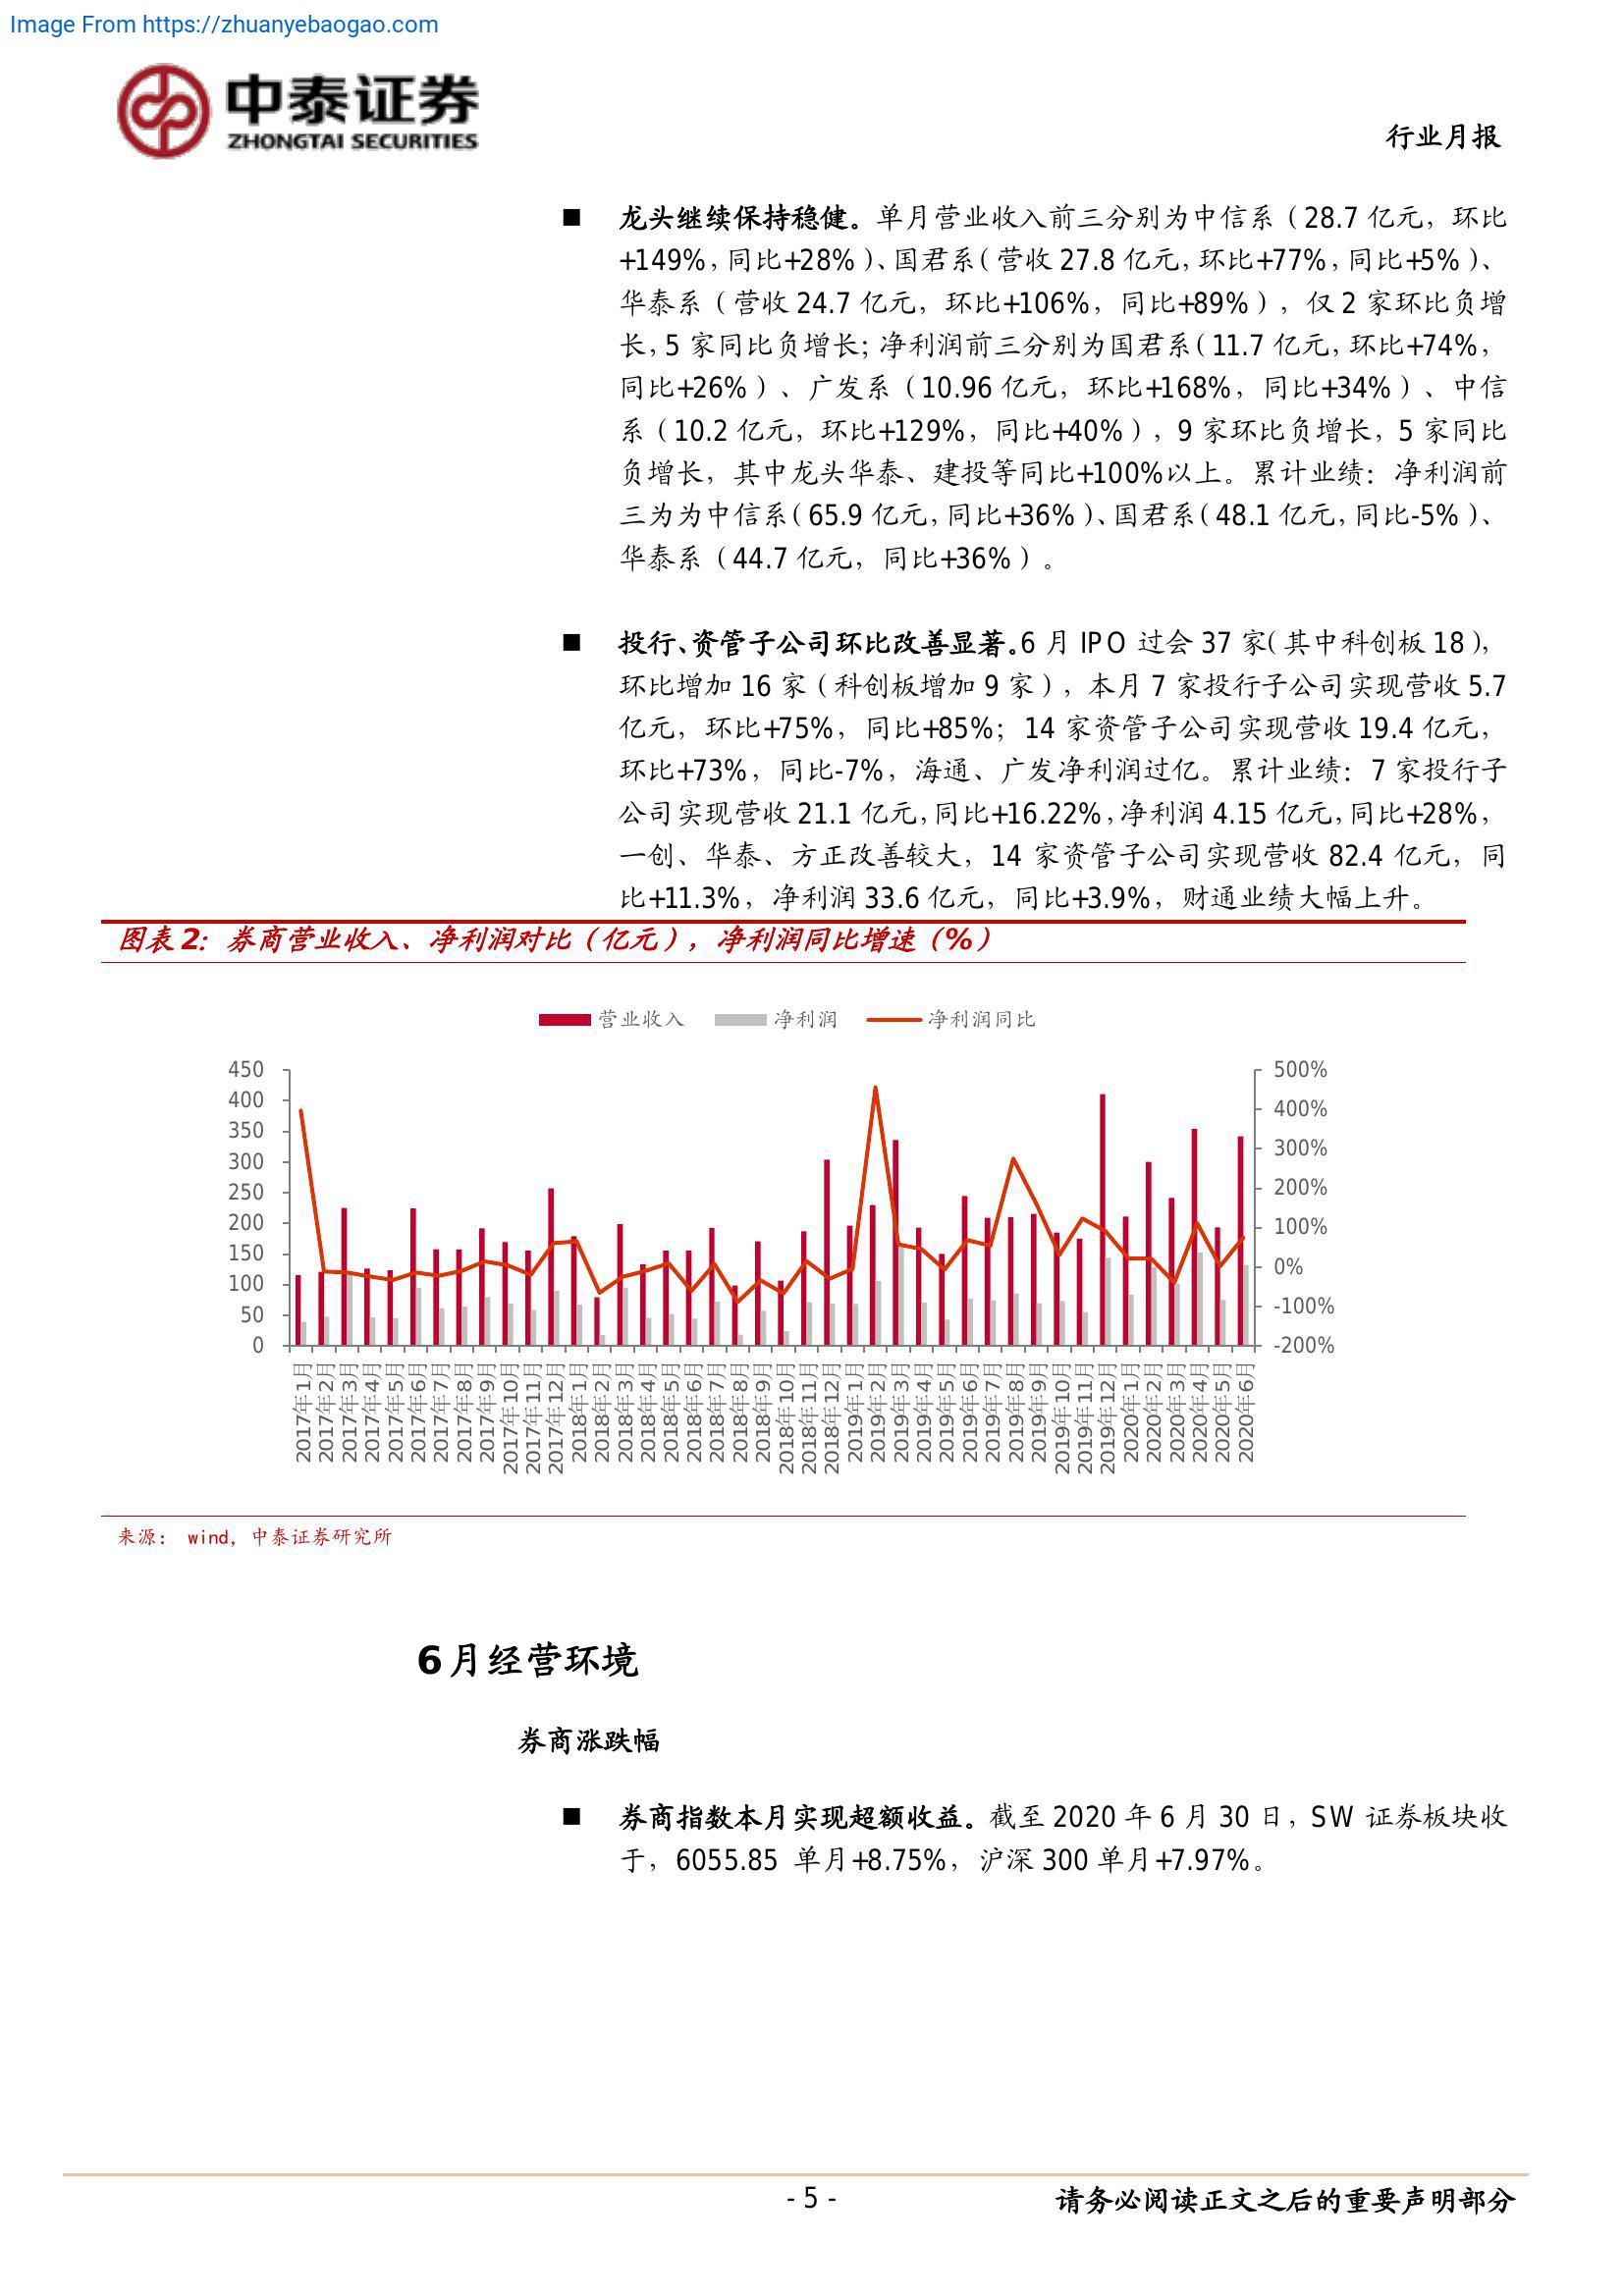 Image From https://zhuanyebaogao.com
中泰证券
ZHONGTAI SECURITIES
行业月报
■ 龙头继续保持稳健。单月营业收入前三分别为中信系（28.7 亿元，环比
+149%，同比+28%）、国君系（营收 27.8 亿元，环比+77%，同比+5%）、
华泰系（营收 24.7 亿元，环比+106%，同比+89%），仅 2 家环比负增
长，5 家同比负增长；净利润前三分别为国君系（11.7 亿元，环比+74%，
同比+26%）、广发系（10.96 亿元，环比+168%，同比+34%）、中信
系（10.2 亿元，环比+129%，同比+40%），9 家环比负增长，5 家同比
负增长，其中龙头华泰、建投等同比+100%以上。累计业绩：净利润前
三为为中信系（65.9 亿元，同比+36%）、国君系（48.1 亿元，同比-5%）、
华泰系（44.7 亿元，同比+36%）。
■ 投行、资管子公司环比改善显著。6 月 IPO 过会 37 家（其中科创板 18），
环比增加 16 家（科创板增加 9 家），本月 7 家投行子公司实现营收 5.7
亿元，环比+75%，同比+85%；14 家资管子公司实现营收 19.4 亿元，
环比+73%，同比-7%，海通、广发净利润过亿。累计业绩：7 家投行子
公司实现营收 21.1 亿元，同比+16.22%，净利润 4.15 亿元，同比+28%，
一创、华泰、方正改善较大，14 家资管子公司实现营收 82.4 亿元，同
比+11.3%，净利润 33.6 亿元，同比+3.9%，财通业绩大幅上升。
图表 2：券商营业收入、净利润对比（亿元），净利润同比增速（%）
营业收入 净利润 净利润同比
450
400
350
300
250
200
150
100
50
0
500%
400%
300%
200%
100%
0%
-100%
-200%
2017年1月
2017年2月
2017年3月
2017年4月
2017年5月
2017年6月
2017年7月
2017年8月
2017年9月
2017年10月
2017年11月
2017年12月
2018年1月
2018年2月
2018年3月
2018年4月
2018年5月
2018年6月
2018年7月
2018年8月
2018年9月
2018年10月
2018年11月
2018年12月
2019年1月
2019年2月
2019年3月
2019年4月
2019年5月
2019年6月
2019年7月
2019年8月
2019年9月
2019年10月
2019年11月
2019年12月
2020年1月
2020年2月
2020年3月
2020年4月
2020年5月
2020年6月
来源： wind，中泰证券研究所
6 月经营环境
券商涨跌幅
■ 券商指数本月实现超额收益。截至 2020 年 6 月 30 日，SW 证券板块收
于，6055.85 单月+8.75%，沪深 300 单月+7.97%。
- 5 -
请务必阅读正文之后的重要声明部分